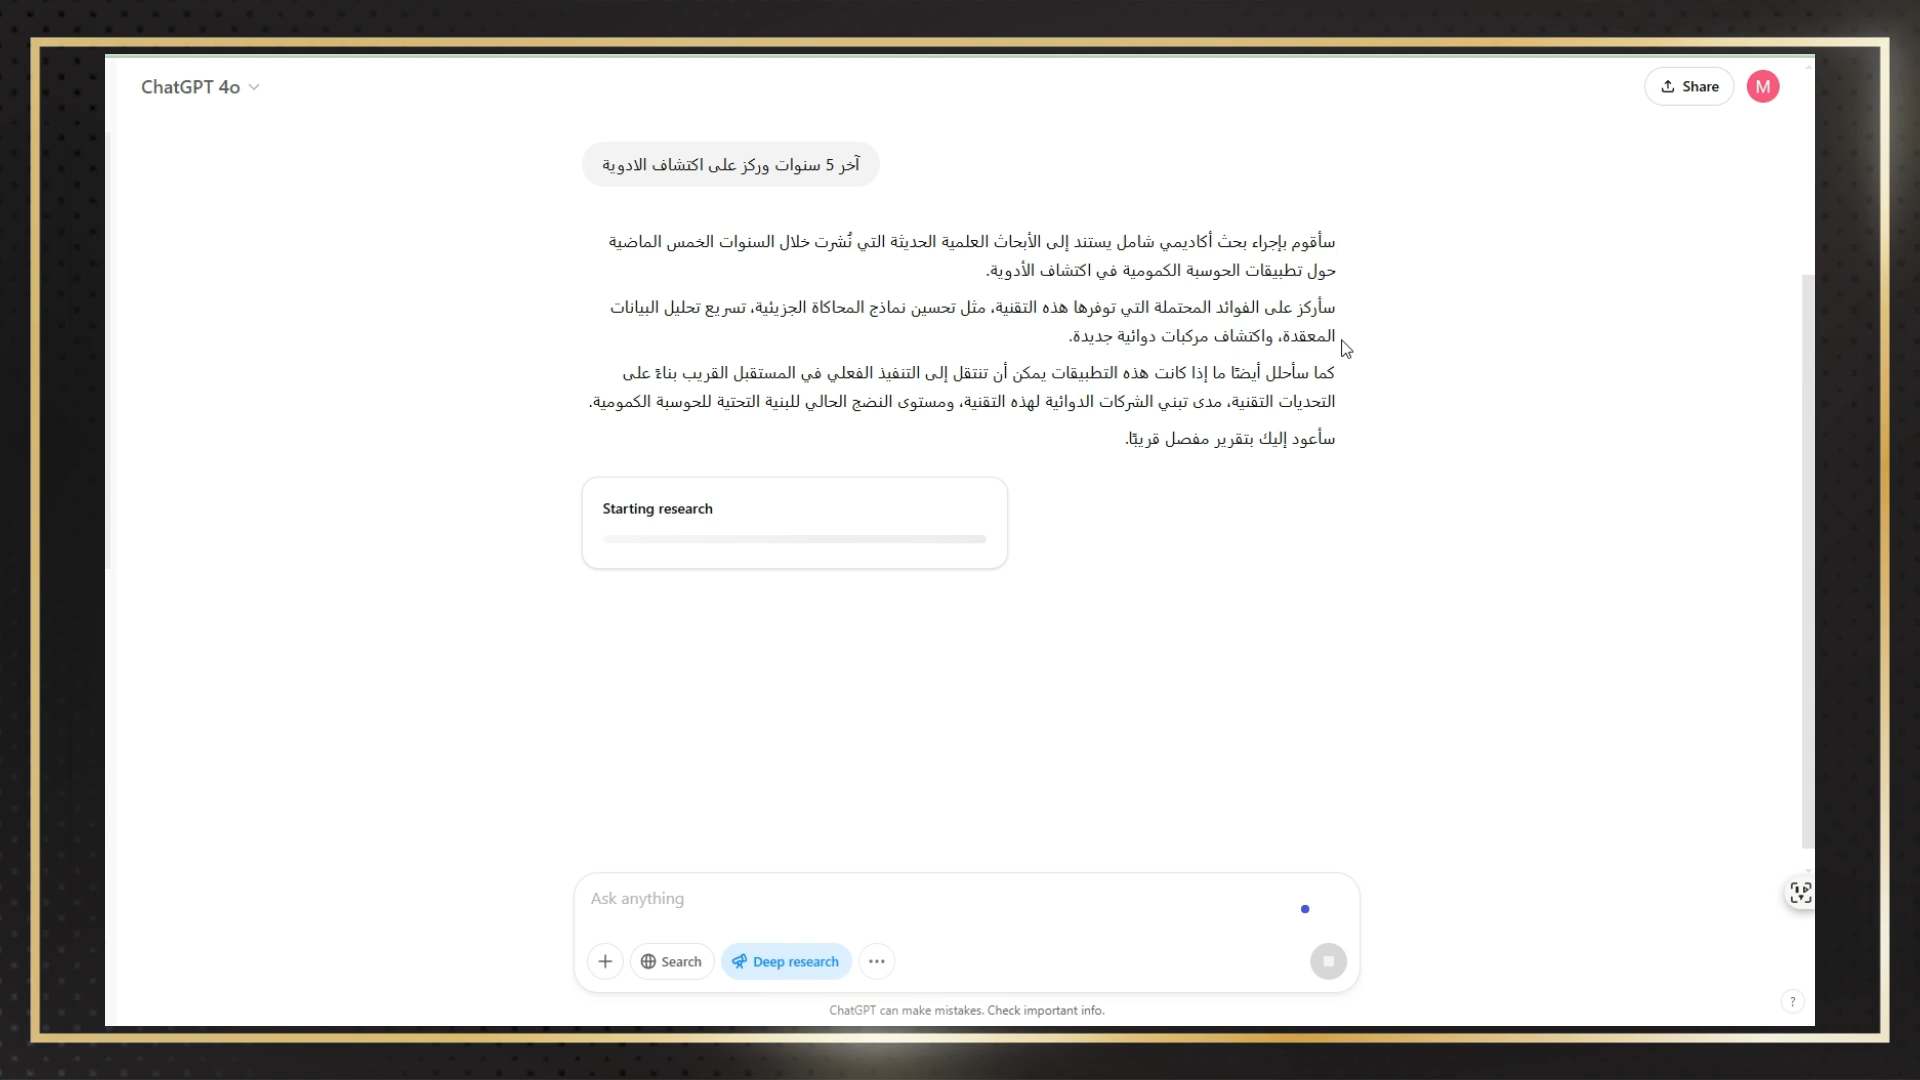 ChatGPT 4o
Share
M
آخر 5 سنوات وركز على اكتشاف الادوية
سأقوم بإجراء بحث أكاديمي شامل يستند إلى الأبحاث العلمية الحديثة التي نُشرت خلال السنوات الخمس الماضية
حول تطبيقات الحوسبة الكمومية في اكتشاف الأدوية.
سأركز على الفوائد المحتملة التي توفرها هذه التقنية، مثل تحسين نماذج المحاكاة الجزيئية، تسريع تحليل البيانات
المعقدة، واكتشاف مركبات دوائية جديدة.
كما سأحلل أيضًا ما إذا كانت هذه التطبيقات يمكن أن تنتقل إلى التنفيذ الفعلي في المستقبل القريب بناءً على
التحديات التقنية، مدى تبني الشركات الدوائية لهذه التقنية، ومستوى النضج الحالي للبنية التحتية للحوسبة الكمومية.
سأعود إليك بتقرير مفصل قريبًا.
Starting research
Ask anything
Search
Deep research
ChatGPT can make mistakes. Check important info.
?